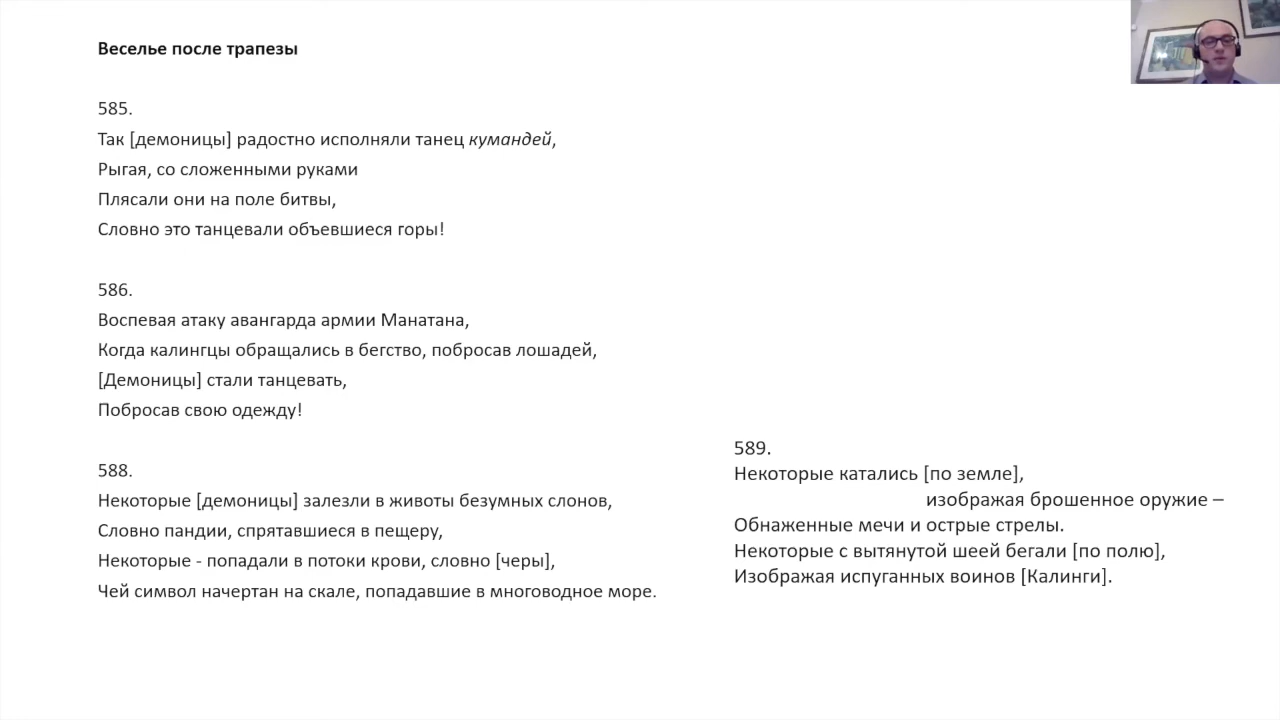 Веселье после трапезы
585.
Так [демоницы] радостно исполняли танец кумандей,
Рыгая, со сложенными руками
Плясали они на поле битвы,
Словно это танцевали объевшиеся горы!
586.
Воспевая атаку авангарда армии Манатана,
Когда калингцы обращались в бегство, побросав лошадей,
[Демоницы] стали танцевать,
Побросав свою одежду!
588.
Некоторые [демоницы] залезли в животы безумных слонов,
Словно пандии, спрятавшиеся в пещеру,
Некоторые - попадали в потоки крови, словно [черы],
Чей символ начертан на скале, попадавшие в многоводное море.
589.
Некоторые катались [по земле],
изображая брошенное оружие –
Обнаженные мечи и острые стрелы.
Некоторые с вытянутой шеей бегали [по полю],
Изображая испуганных воинов [Калинги].